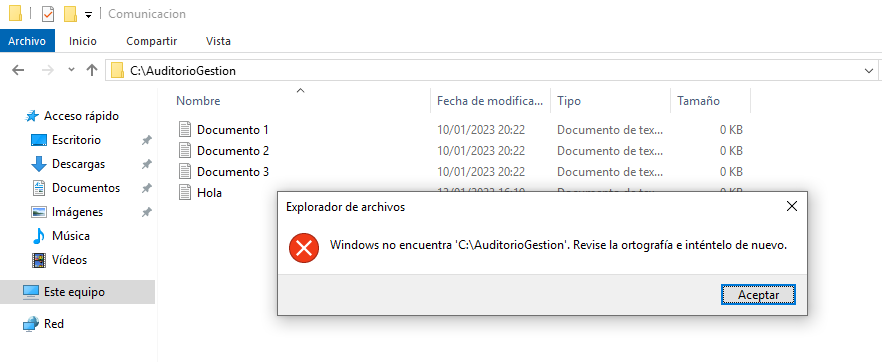 Comunicacion
Archivo Inicio Compartir Vista
C:\AuditorioGestion
Nombre Fecha de modifica... Tipo Tamaño
Acceso rápido
Escritorio
Descargas
Documentos
Imágenes
Música
Vídeos
Este equipo
Red
Documento 1 10/01/2023 20:22 Documento de tex... 0 KB
Documento 2 10/01/2023 20:22 Documento de tex... 0 KB
Documento 3 10/01/2023 20:22 Documento de tex... 0 KB
Hola
Explorador de archivos
Windows no encuentra 'C:\AuditorioGestion'. Revise la ortografía e inténtelo de nuevo.
Aceptar